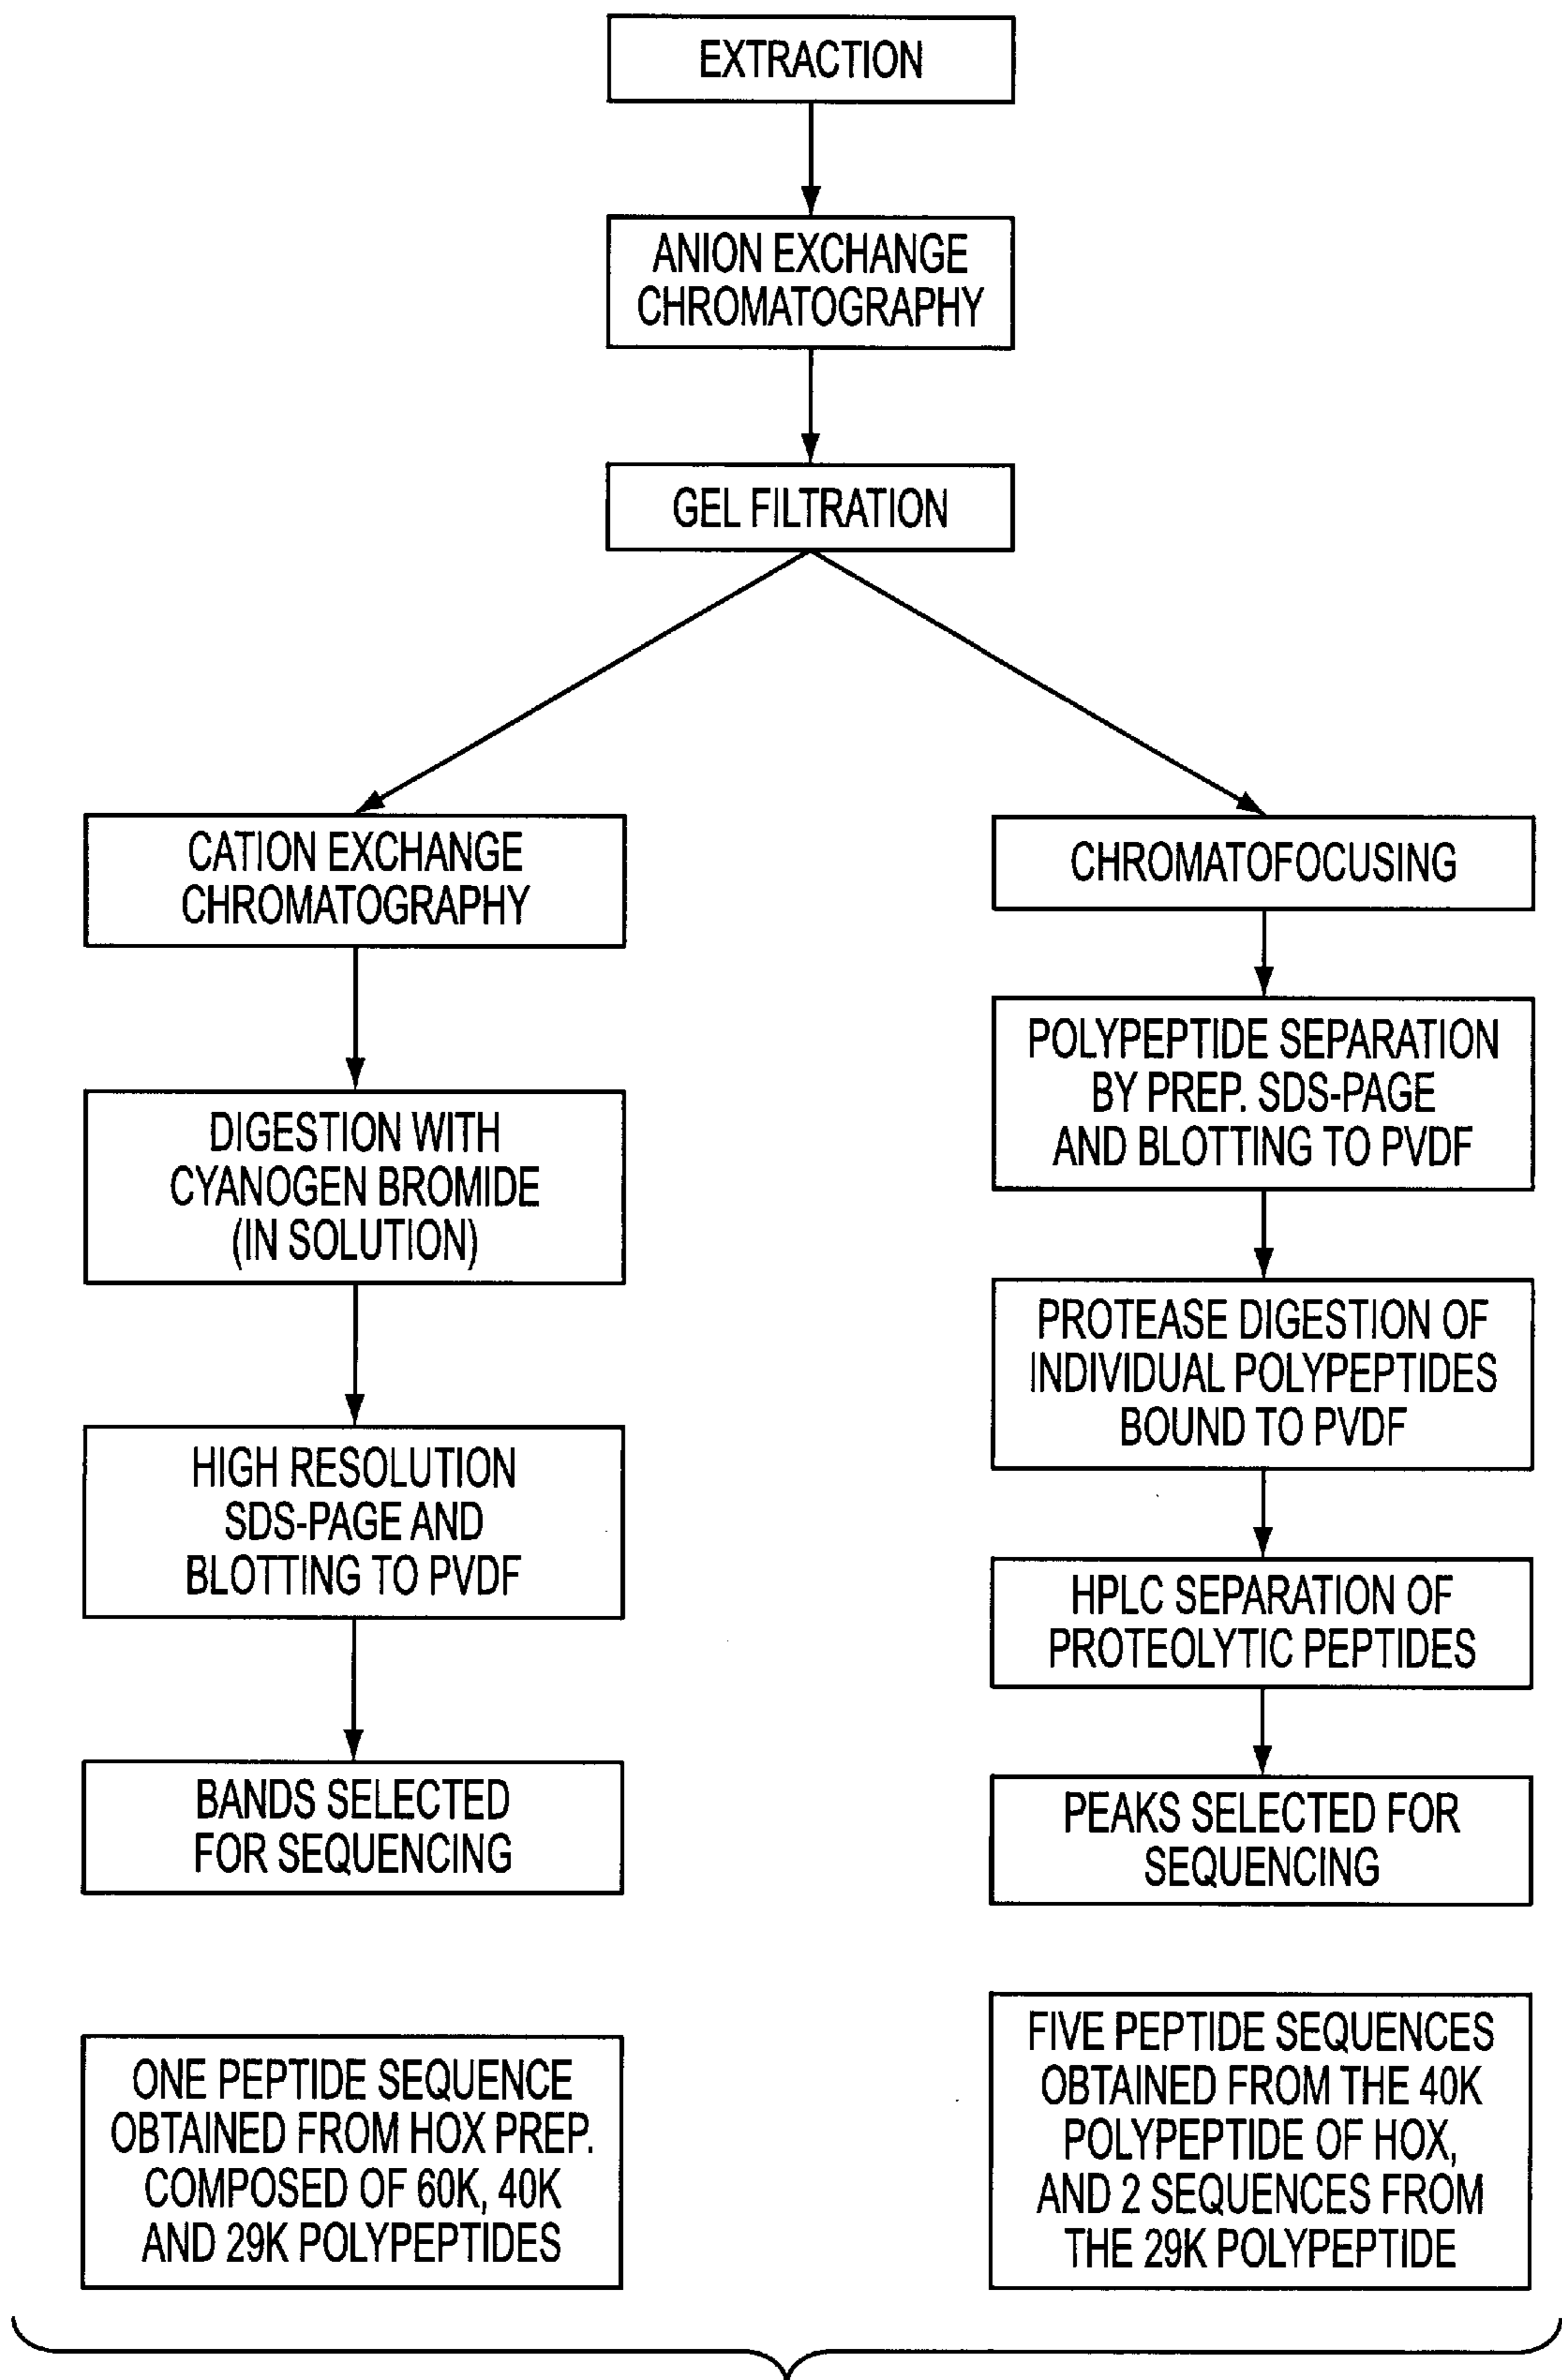 EXTRACTION
ANION EXCHANGE
CHROMATOGRAPHY
GEL FILTRATION
CATION EXCHANGE
CHROMATOGRAPHY
DIGESTION WITH
CYANOGEN BROMIDE
(IN SOLUTION)
HIGH RESOLUTION
SDS-PAGE AND
BLOTTING TO PVDF
BANDS SELECTED
FOR SEQUENCING
ONE PEPTIDE SEQUENCE
OBTAINED FROM HOX PREP.
COMPOSED OF 60K, 40K
AND 29K POLYPEPTIDES
CHROMATOFOCUSING
POLYPEPTIDE SEPARATION
BY PREP. SDS-PAGE
AND BLOTTING TO PVDF
PROTEASE DIGESTION OF
INDIVIDUAL POLYPEPTIDES
BOUND TO PVDF
HPLC SEPARATION OF
PROTEOLYTIC PEPTIDES
PEAKS SELECTED FOR
SEQUENCING
FIVE PEPTIDE SEQUENCES
OBTAINED FROM THE 40K
POLYPEPTIDE OF HOX,
AND 2 SEQUENCES FROM
THE 29K POLYPEPTIDE